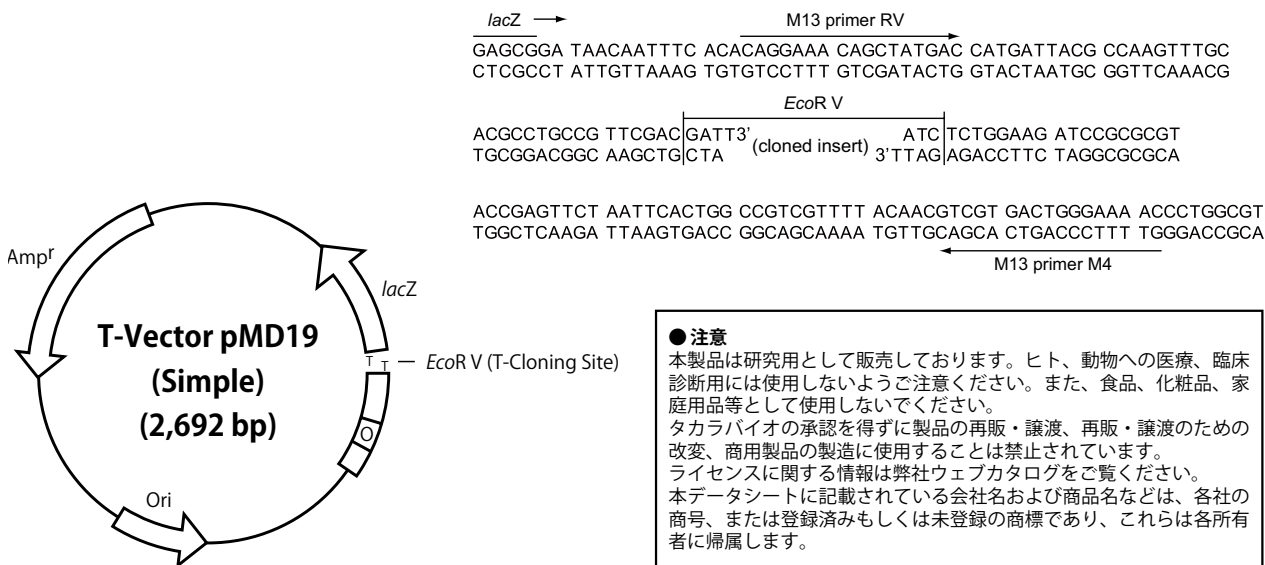 lacZ
M13 primer RV
GAGCGGA TAACAATTTC ACACAGGAAA CAGCTATGAC CATGATTACG CCAAGTTTGC
CTCGCCT ATTGTTAAAG TGTGTCCTTT GTCGATACTG GTACTAATGC GGTTCAAACG
EcoR V
ACGCCTGCCG TTCGAC GATT3' (cloned insert) ATC TCTGGAAG ATCCGCGCGT
TGCGGACGGC AAGCTG CTA 3'TTAG AGACCTTC TAGGCGCGCA
ACCGAGTTCT AATTCACTGG CCGTCGTTTT ACAACGTCGT GACTGGGAAA ACCCTGGCGT
TGGCTCAAGA TTAAGTGACC GGCAGCAAAA TGTTGCAGCA CTGACCCTTT TGGGACCGCA
M13 primer M4
Ampr
lacZ
T-Vector pMD19
(Simple)
(2,692 bp)
T T
EcoR V (T-Cloning Site)
O
Ori
●注意
本製品は研究用として販売しております。ヒト、動物への医療、臨床
診断用には使用しないようご注意ください。また、食品、化粧品、家
庭用品等として使用しないでください。
タカラバイオの承認を得ずに製品の再販・譲渡、再販・譲渡のための
改変、商用製品の製造に使用することは禁止されています。
ライセンスに関する情報は弊社ウェブカタログをご覧ください。
本データシートに記載されている会社名および商品名などは、各社の
商号、または登録済みもしくは未登録の商標であり、これらは各所有
者に帰属します。